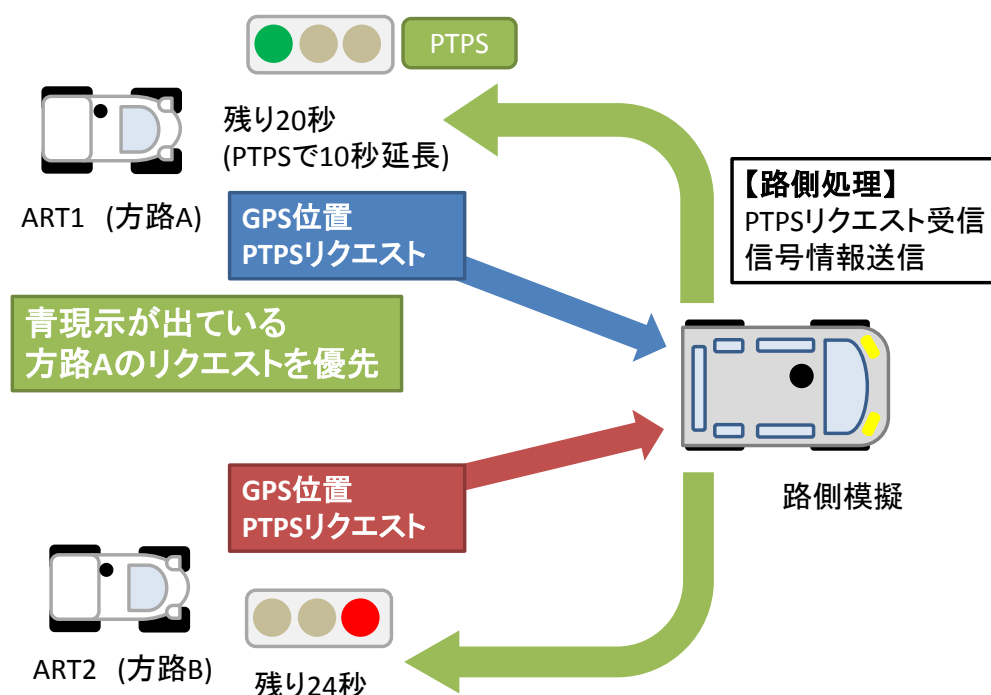 PTPS
残り20秒
(PTPSで10秒延長)
ART1 (方路A)
GPS位置
PTPSリクエスト
【路側処理】
PTPSリクエスト受信
信号情報送信
青現示が出ている
方路Aのリクエストを優先
GPS位置
PTPSリクエスト
路側模擬
ART2 (方路B)
残り24秒